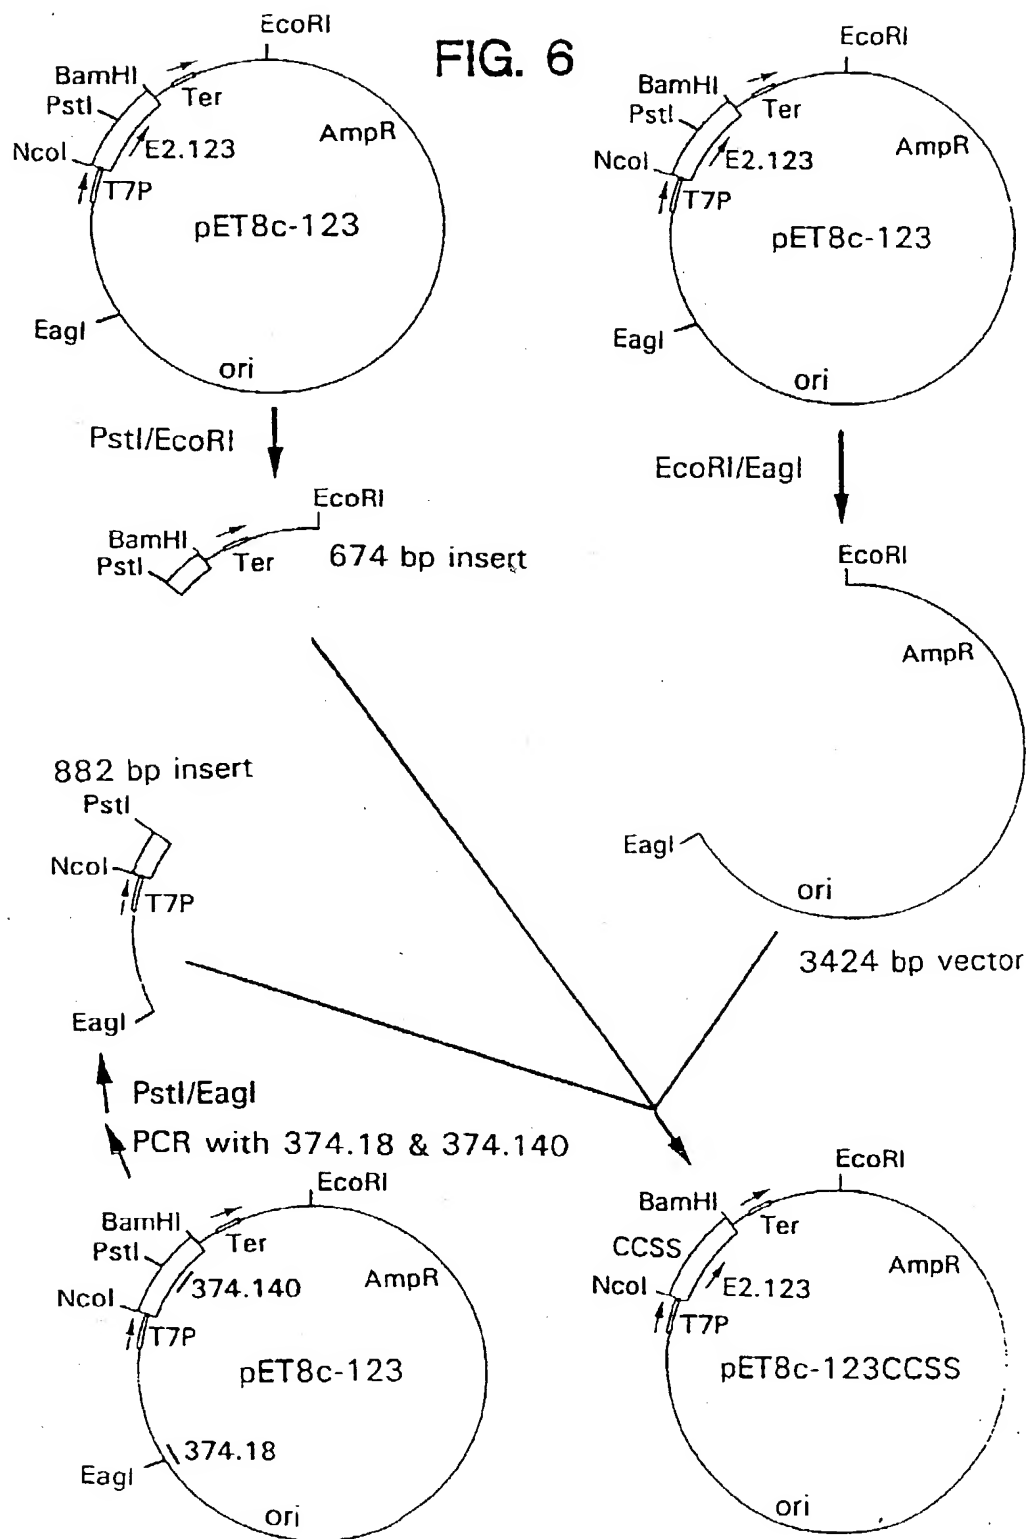 FIG. 6
EcoRI
BamHI
PstI
Ter
AmpR
NcoI
E2.123
T7P
pET8c-123
EagI
ori
EcoRI
BamHI
PstI
Ter
AmpR
NcoI
E2.123
T7P
pET8c-123
EagI
ori
PstI/EcoRI
EcoRI/EagI
EcoRI
BamHI
PstI
Ter
674 bp insert
EcoRI
AmpR
EagI
ori
3424 bp vector
882 bp insert
PstI
NcoI
T7P
EagI
PstI/EagI
PCR with 374.18 & 374.140
EcoRI
BamHI
Ter
PstI
374.140
AmpR
NcoI
T7P
pET8c-123
374.18
EagI
ori
EcoRI
BamHI
Ter
CCSS
AmpR
NcoI
E2.123
T7P
pET8c-123CCSS
ori